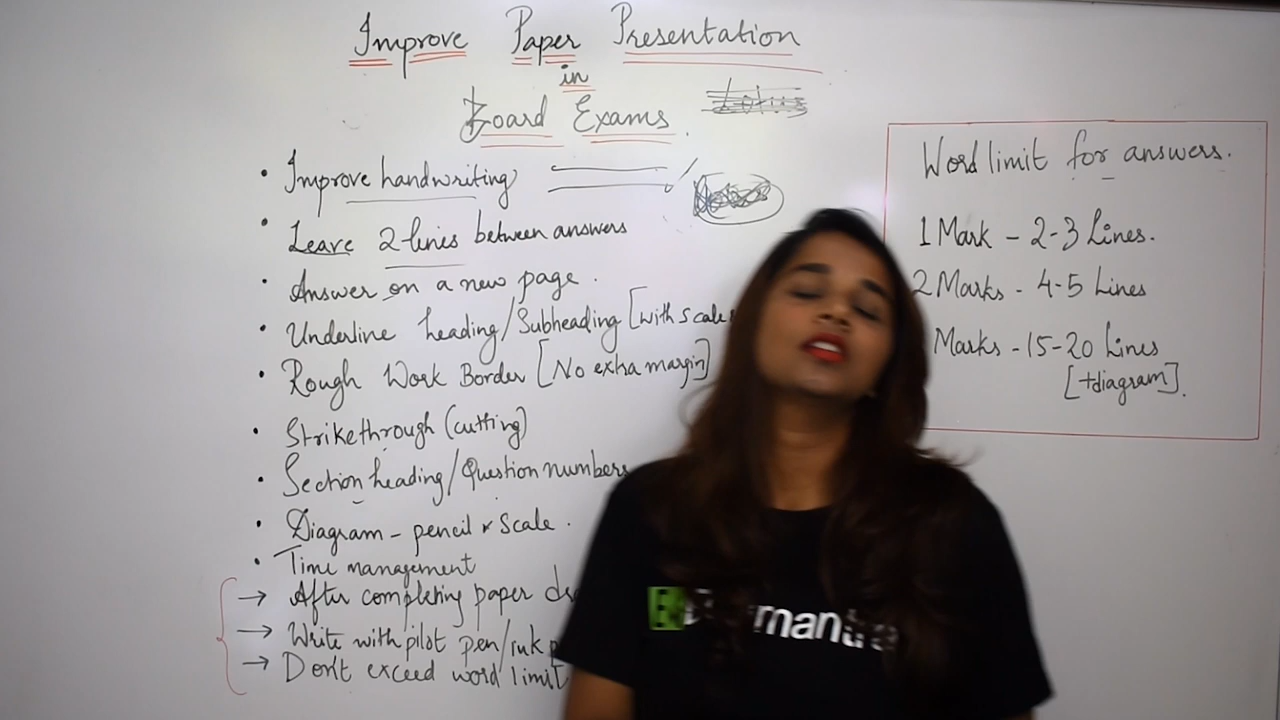 Improve Paper Presentation
in
Board Exams.
• Improve handwriting
• Leave 2 lines between answers
• Answer on a new page.
• Underline heading/Subheading [with scale
• Rough Work Border [No extra margin]
• Strikethrough (cutting)
• Section heading/Question numbers
• Diagram - pencil & Scale.
• Time management
→ After completing paper
→ Write with pilot pen/ink
→ Don't exceed word limit
Word limit for answers.
1 Mark - 2-3 Lines.
2 Marks - 4-5 Lines
Marks - 15-20 Lines
[+diagram].
mantra